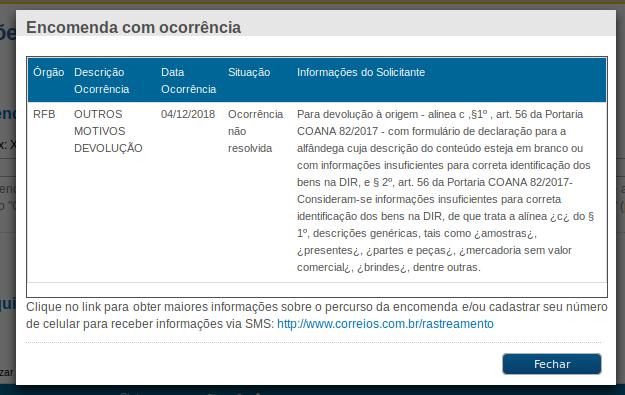 Encomenda com ocorrência
Órgão Descrição Ocorrência Data Ocorrência Situação Informações do Solicitante
RFB OUTROS MOTIVOS DEVOLUÇÃO 04/12/2018 Ocorrência não resolvida
Para devolução à origem - alinea c ,§1º , art. 56 da Portaria
COANA 82/2017 - com formulário de declaração para a
alfândega cuja descrição do conteúdo esteja em branco ou
com informações insuficientes para correta identificação dos
bens na DIR, e § 2º, art. 56 da Portaria COANA 82/2017-
Consideram-se informações insuficientes para correta
identificação dos bens na DIR, de que trata a alínea ¿c¿ do §
1º, descrições genéricas, tais como ¿amostras¿,
¿presentes¿, ¿partes e peças¿, ¿mercadoria sem valor
comercial¿, ¿brindes¿, dentre outras.
Clique no link para obter maiores informações sobre o percurso da encomenda e/ou cadastrar seu número
de celular para receber informações via SMS: http://www.correios.com.br/rastreamento
Fechar